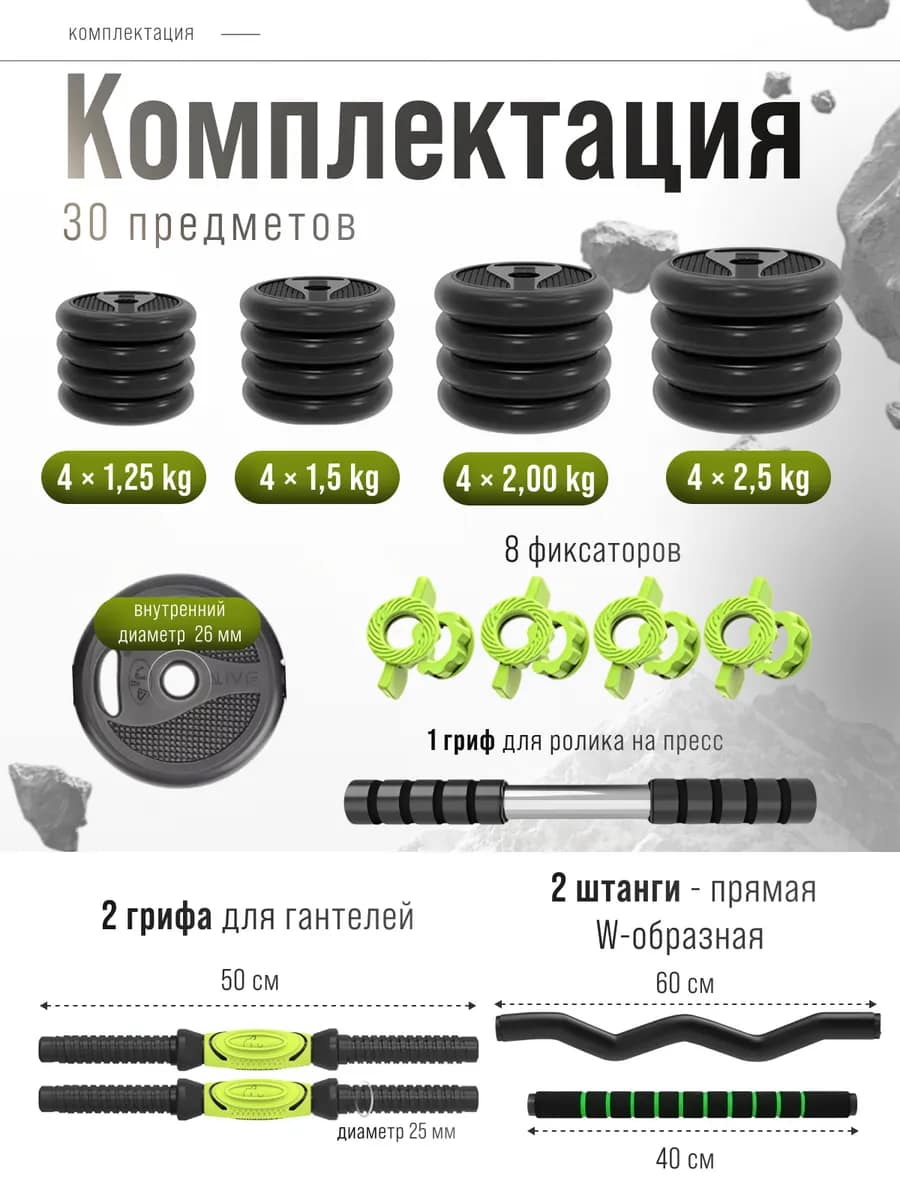 комплектация
Комплектация
30 предметов
4 × 1,25 kg
4 × 1,5 kg
4 × 2,00 kg
4 × 2,5 kg
8 фиксаторов
внутренний
диаметр 26 мм
1 гриф для ролика на пресс
2 грифа для гантелей
50 см
диаметр 25 мм
2 штанги - прямая
W-образная
60 см
40 см